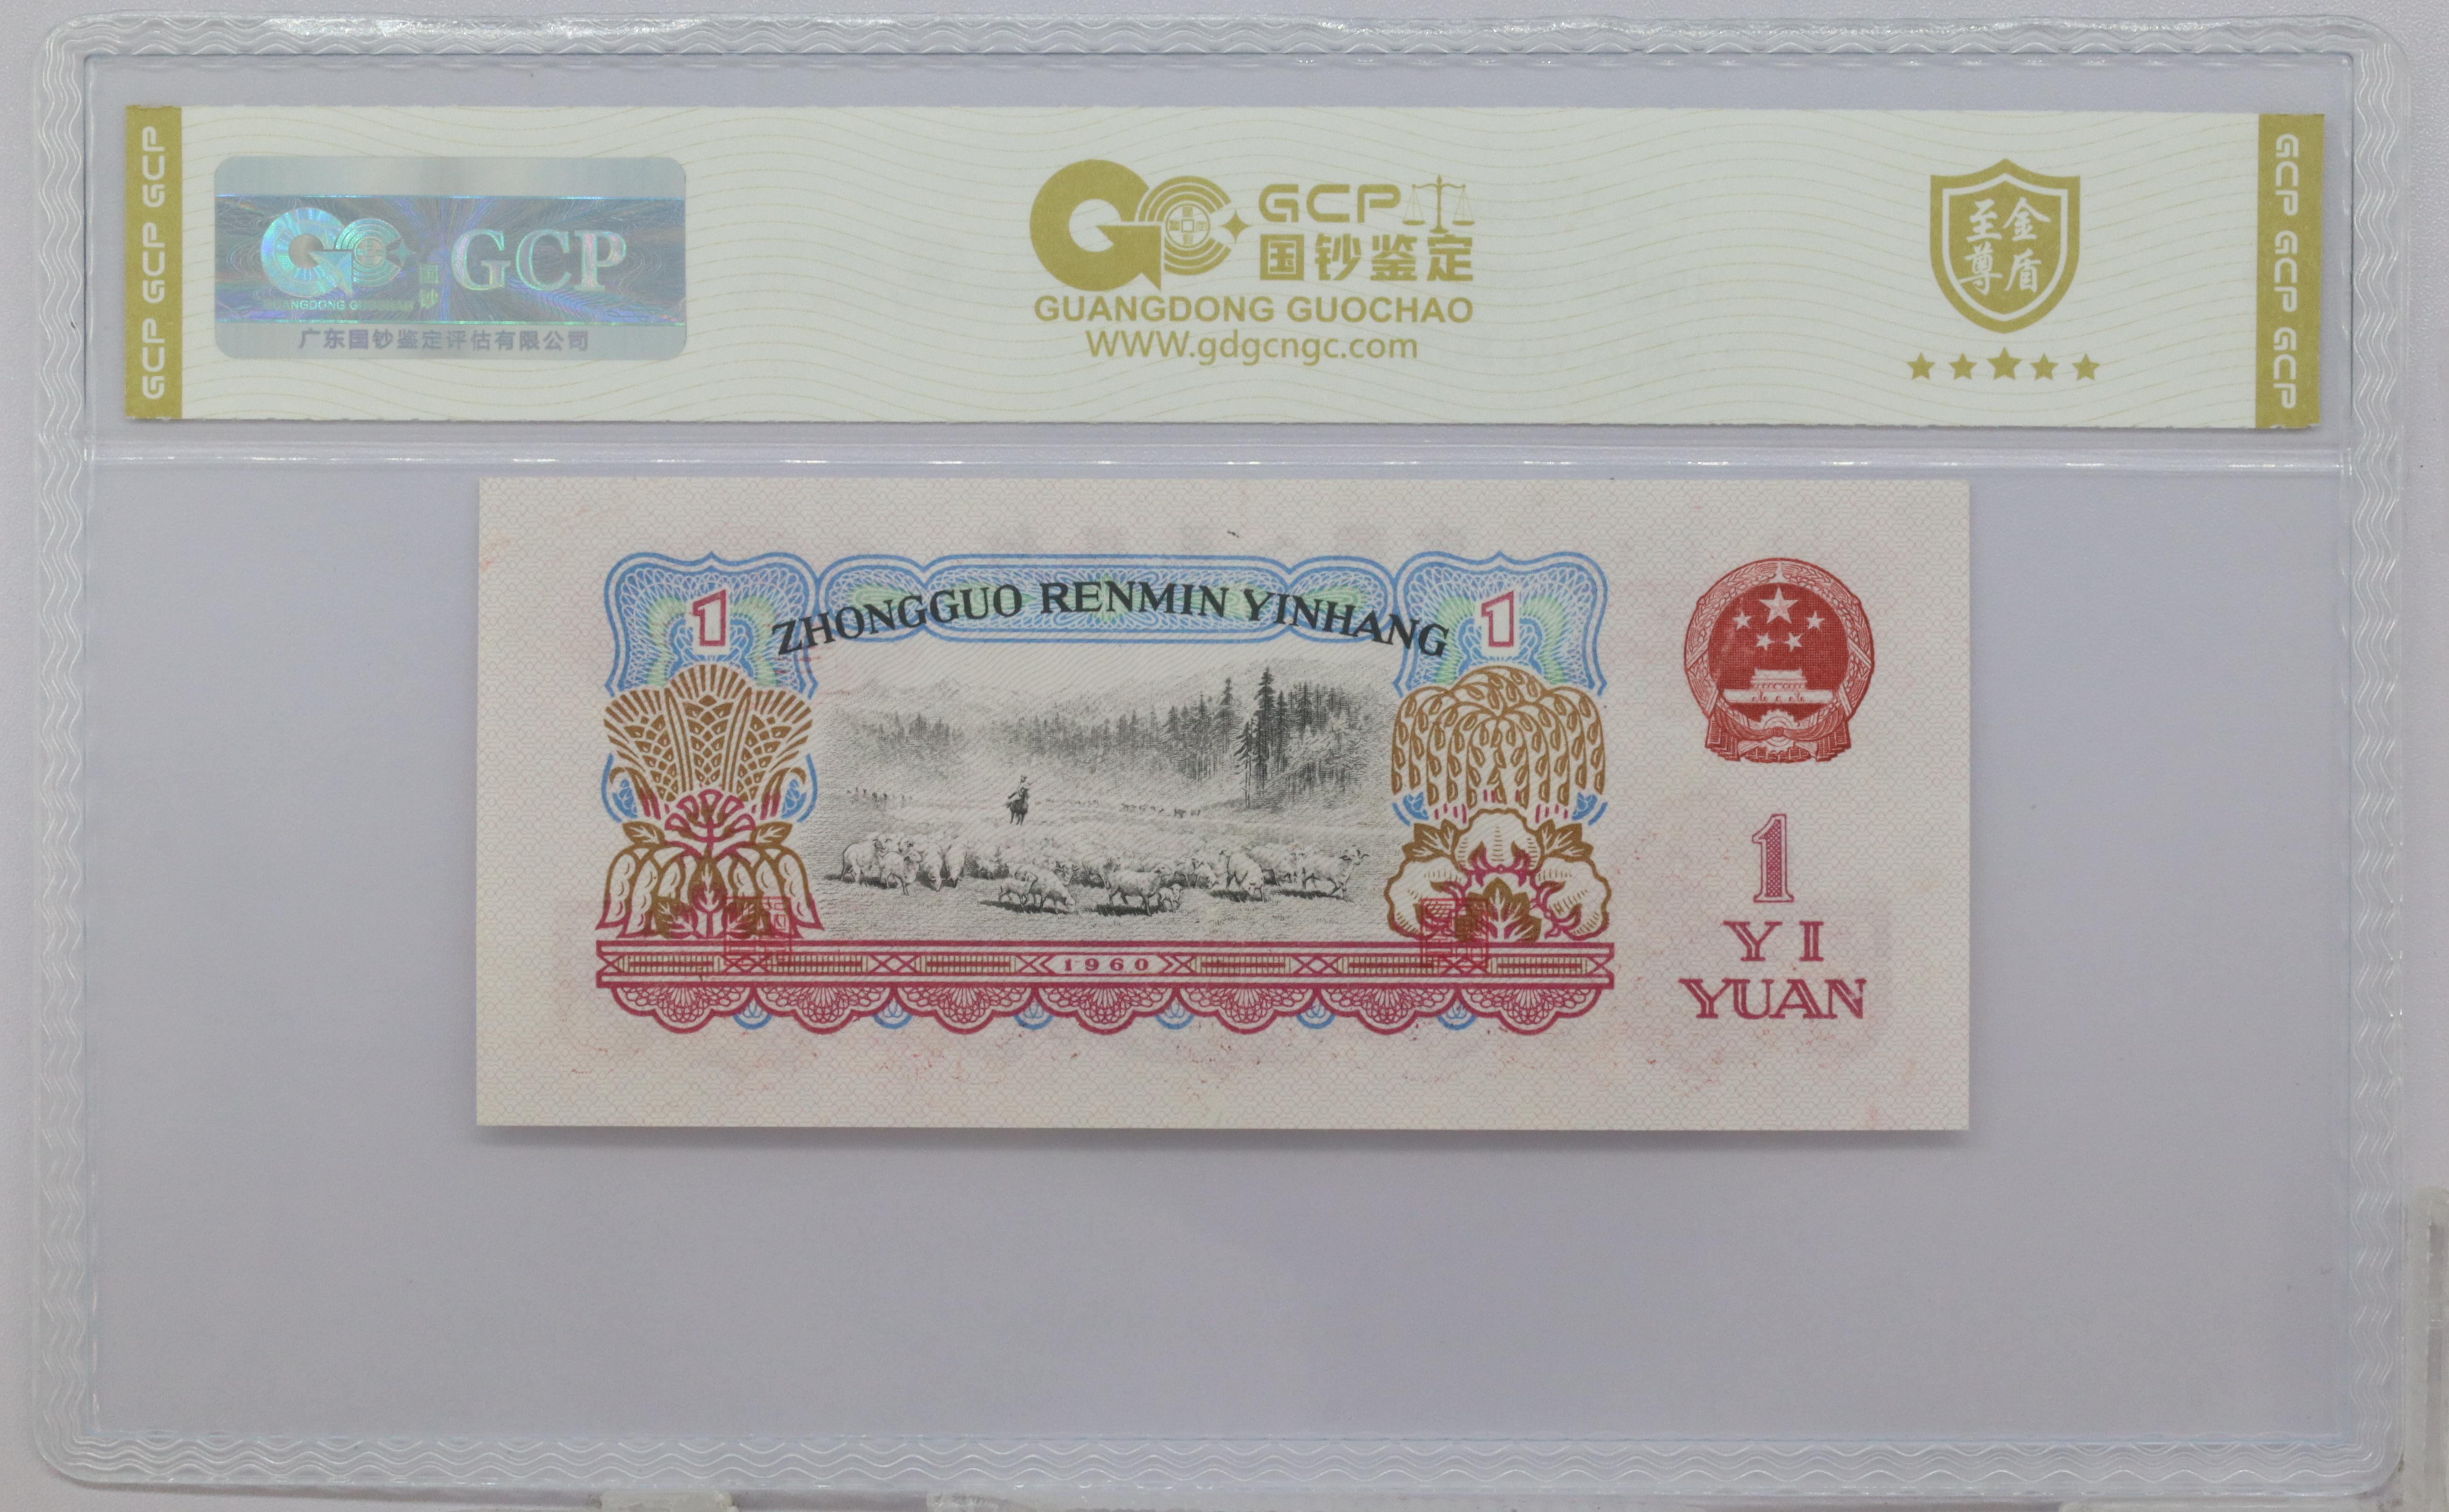 GCP GCP GCP
GCP
国钞
GUANGDONG GUOCHAO
广东国钞鉴定评估有限公司
GCP
国钞鉴定
GUANGDONG GUOCHAO
WWW.gdgcngc.com
至尊
金盾
GCP GCP GCP
1
ZHONGGUO RENMIN YINHANG
1
1960
1
YI
YUAN